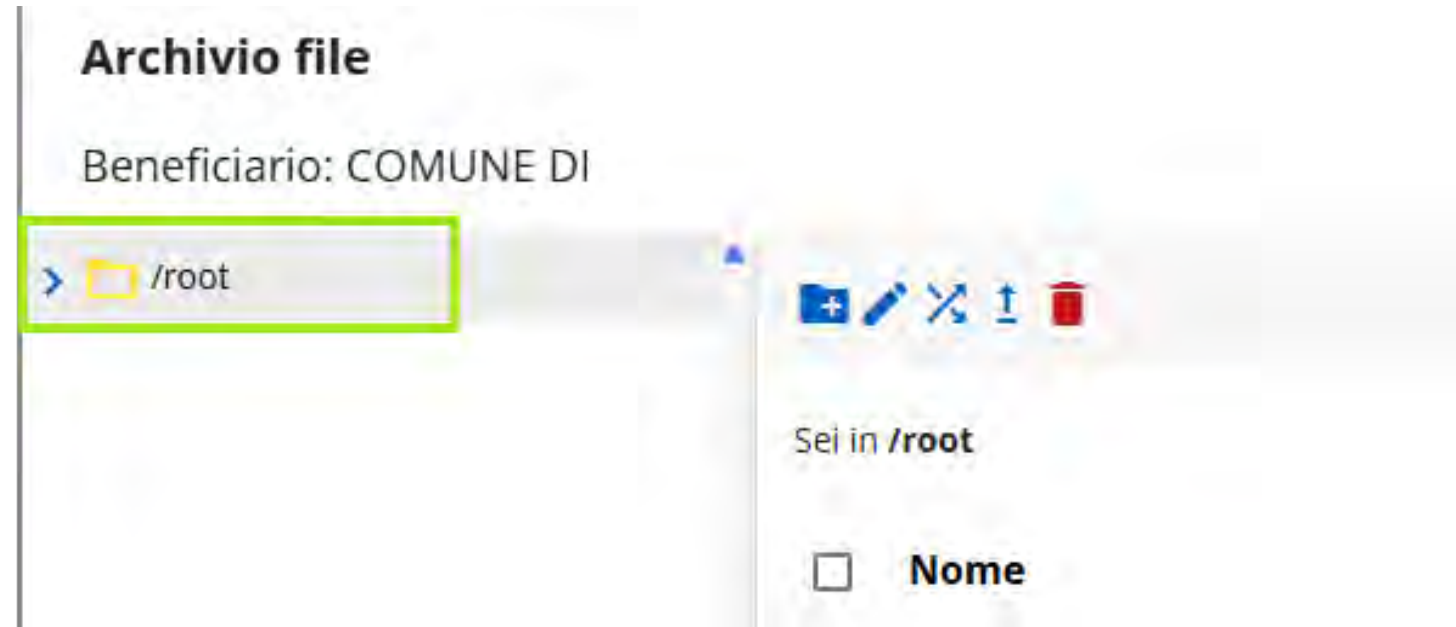 Archivio file
Beneficiario: COMUNE DI
/root
Sei in /root
Nome